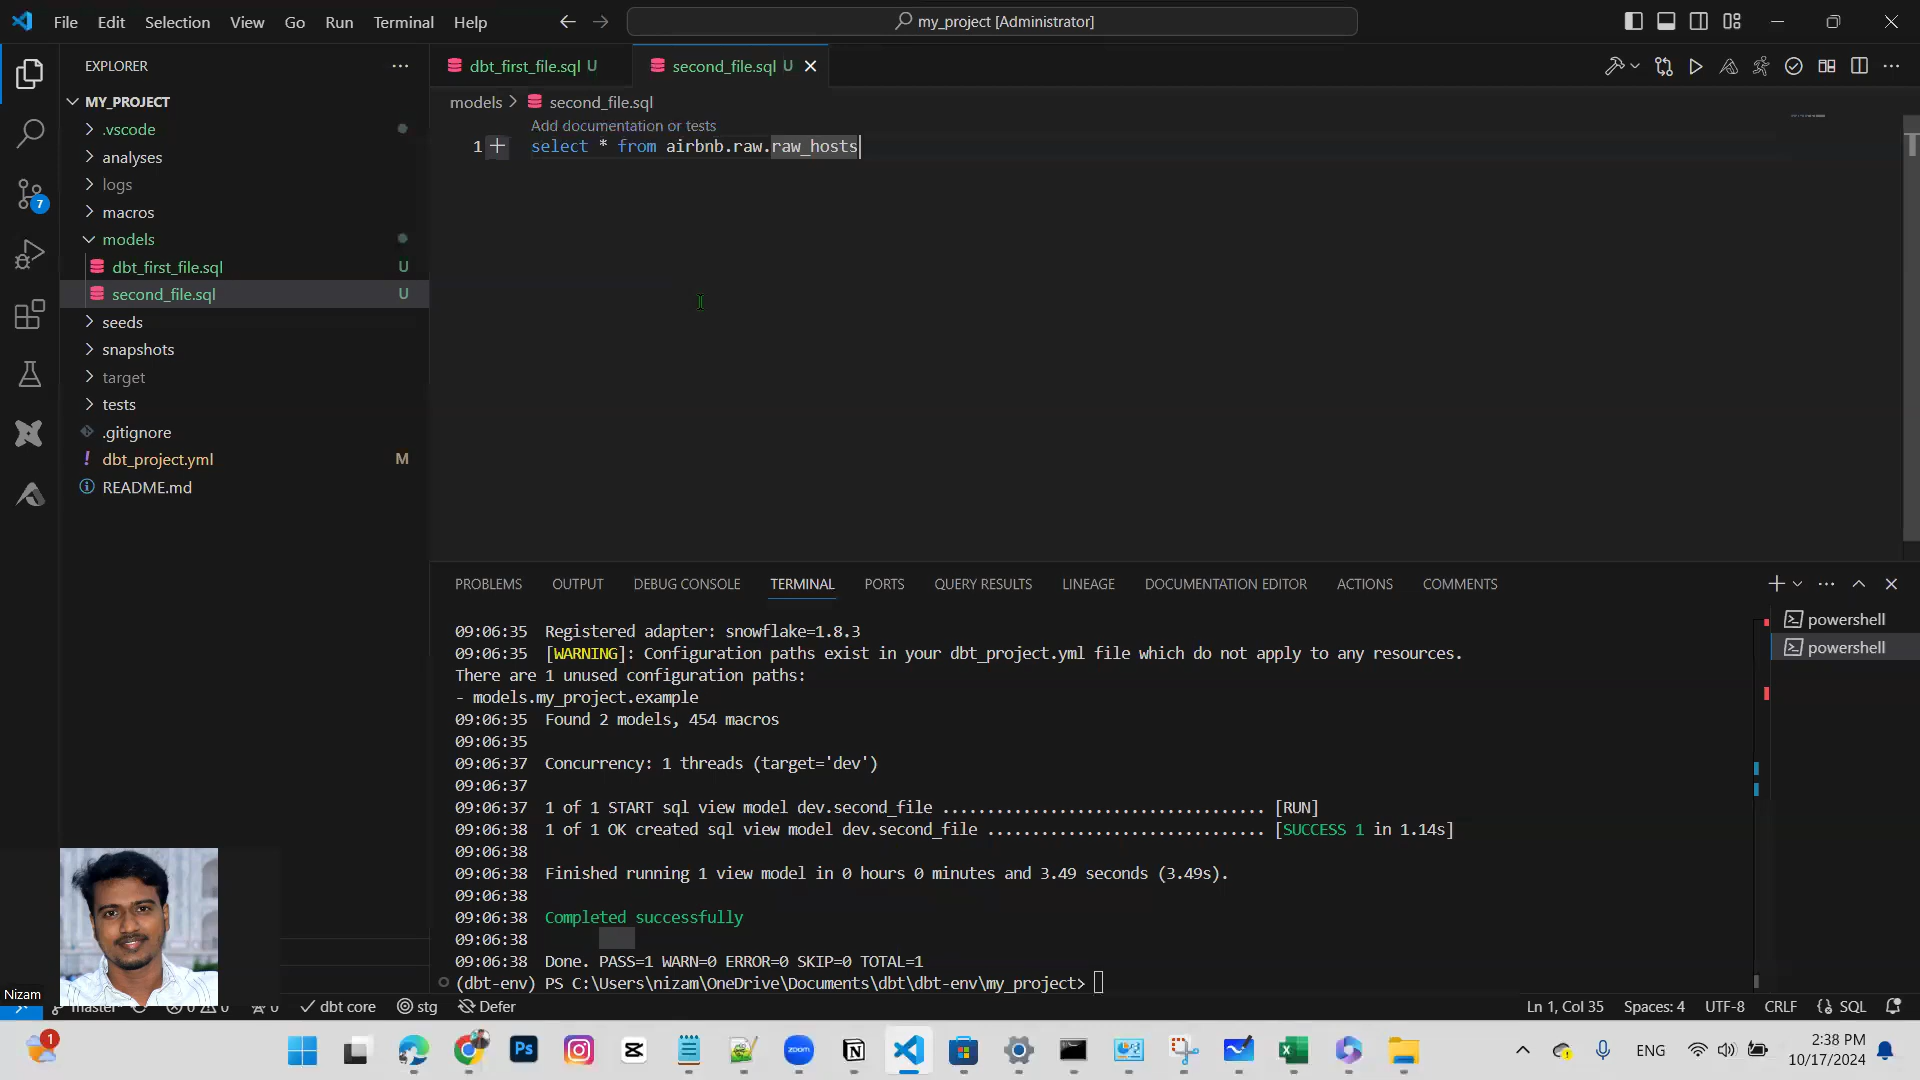 File Edit Selection View Go Run Terminal Help
my_project [Administrator]
EXPLORER
MY_PROJECT
.vscode
analyses
logs
macros
models
dbt_first_file.sql U
second_file.sql U
seeds
snapshots
target
tests
.gitignore
dbt_project.yml M
README.md
7
dbt_first_file.sql U
second_file.sql U
models > second_file.sql
Add documentation or tests
1 select * from airbnb.raw.raw_hosts
PROBLEMS OUTPUT DEBUG CONSOLE TERMINAL PORTS QUERY RESULTS LINEAGE DOCUMENTATION EDITOR ACTIONS COMMENTS
powershell
powershell
09:06:35 Registered adapter: snowflake=1.8.3
09:06:35 [WARNING]: Configuration paths exist in your dbt_project.yml file which do not apply to any resources.
There are 1 unused configuration paths:
- models.my_project.example
09:06:35 Found 2 models, 454 macros
09:06:35
09:06:35 Concurrency: 1 threads (target='dev')
09:06:37
09:06:37 1 of 1 START sql view model dev.second_file .................................... [RUN]
09:06:38 1 of 1 OK created sql view model dev.second_file ............................... [SUCCESS 1 in 1.14s]
09:06:38
09:06:38 Finished running 1 view model in 0 hours 0 minutes and 3.49 seconds (3.49s).
09:06:38
09:06:38 Completed successfully
09:06:38
09:06:38 Done. PASS=1 WARN=0 ERROR=0 SKIP=0 TOTAL=1
(dbt-env) PS C:\Users\nizam\OneDrive\Documents\dbt\dbt-env\my_project>
Nizam
master* 0 0 0 dbt core stg Defer
Ln 1, Col 35 Spaces: 4 UTF-8 CRLF {} SQL
1
Ps
zoom
ENG
2:38 PM
10/17/2024